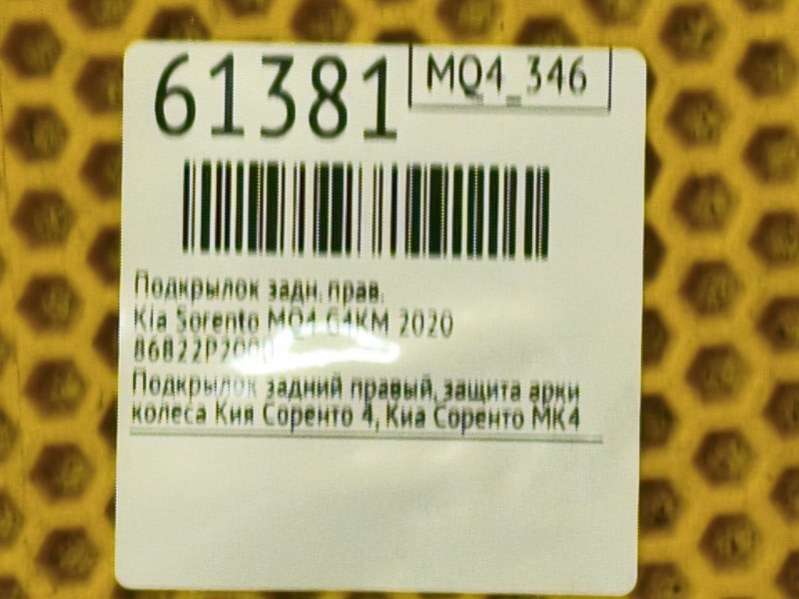 61381
MQ4_346
Подкрылок задн. прав.
Kia Sorento MQ4 G4KM 2020
86822P2000
Подкрылок задний правый, защита арки
колеса Кия Соренто 4, Киа Соренто МК4